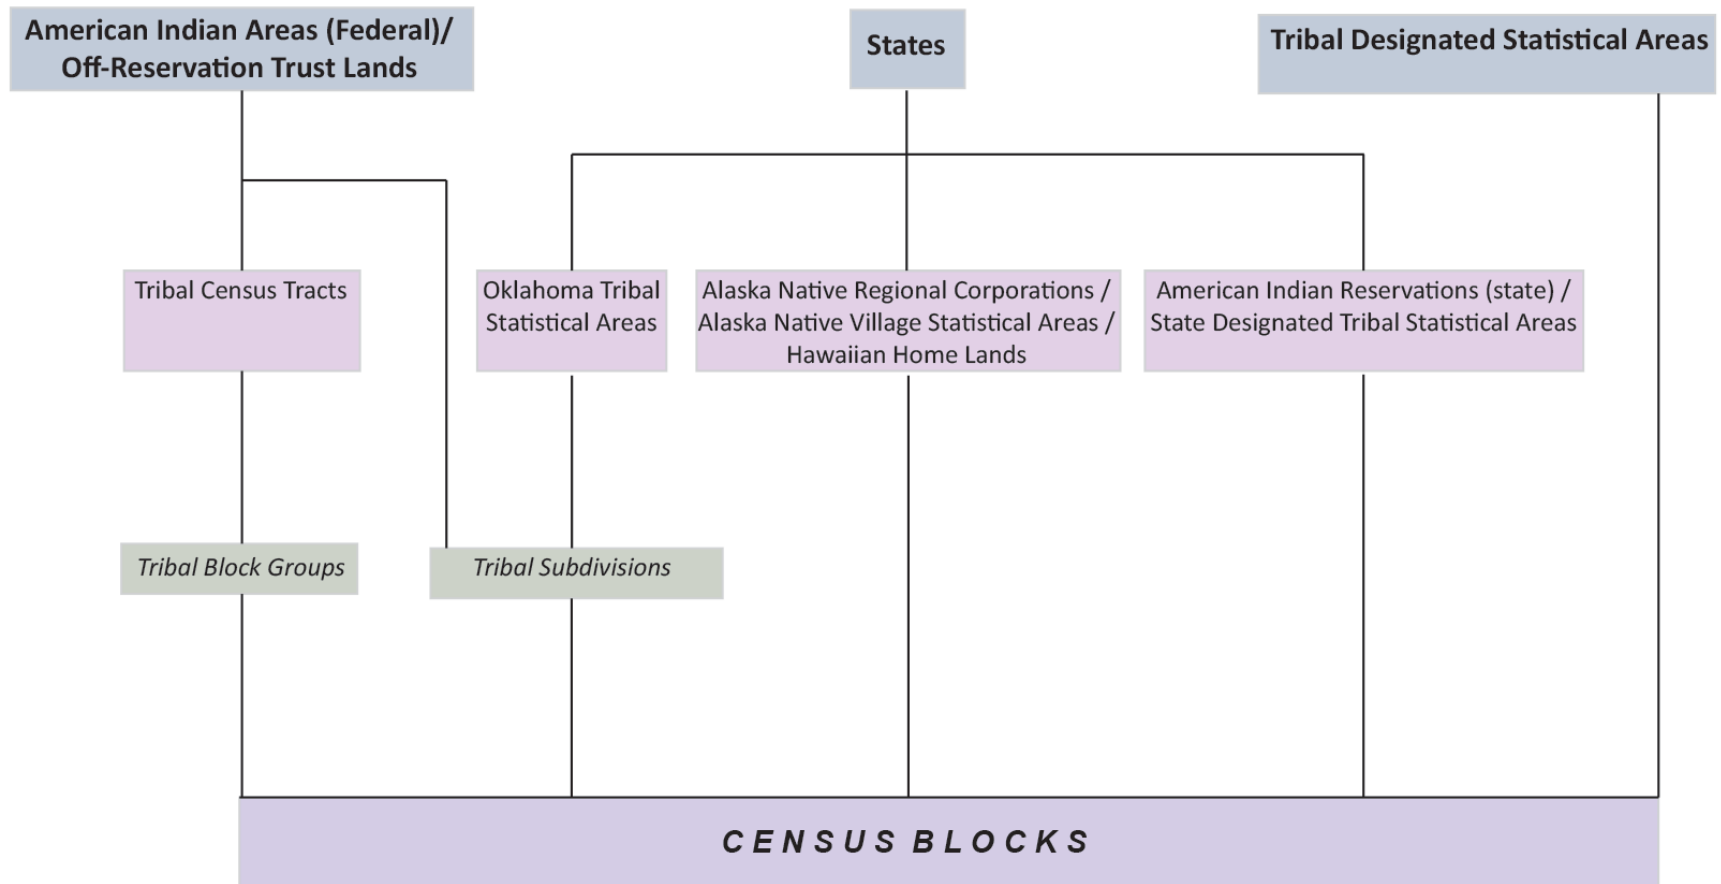 American Indian Areas (Federal)/
Off-Reservation Trust Lands
States
Tribal Designated Statistical Areas
Tribal Census Tracts
Oklahoma Tribal
Statistical Areas
Alaska Native Regional Corporations /
Alaska Native Village Statistical Areas /
Hawaiian Home Lands
American Indian Reservations (state) /
State Designated Tribal Statistical Areas
Tribal Block Groups
Tribal Subdivisions
CENSUS BLOCKS